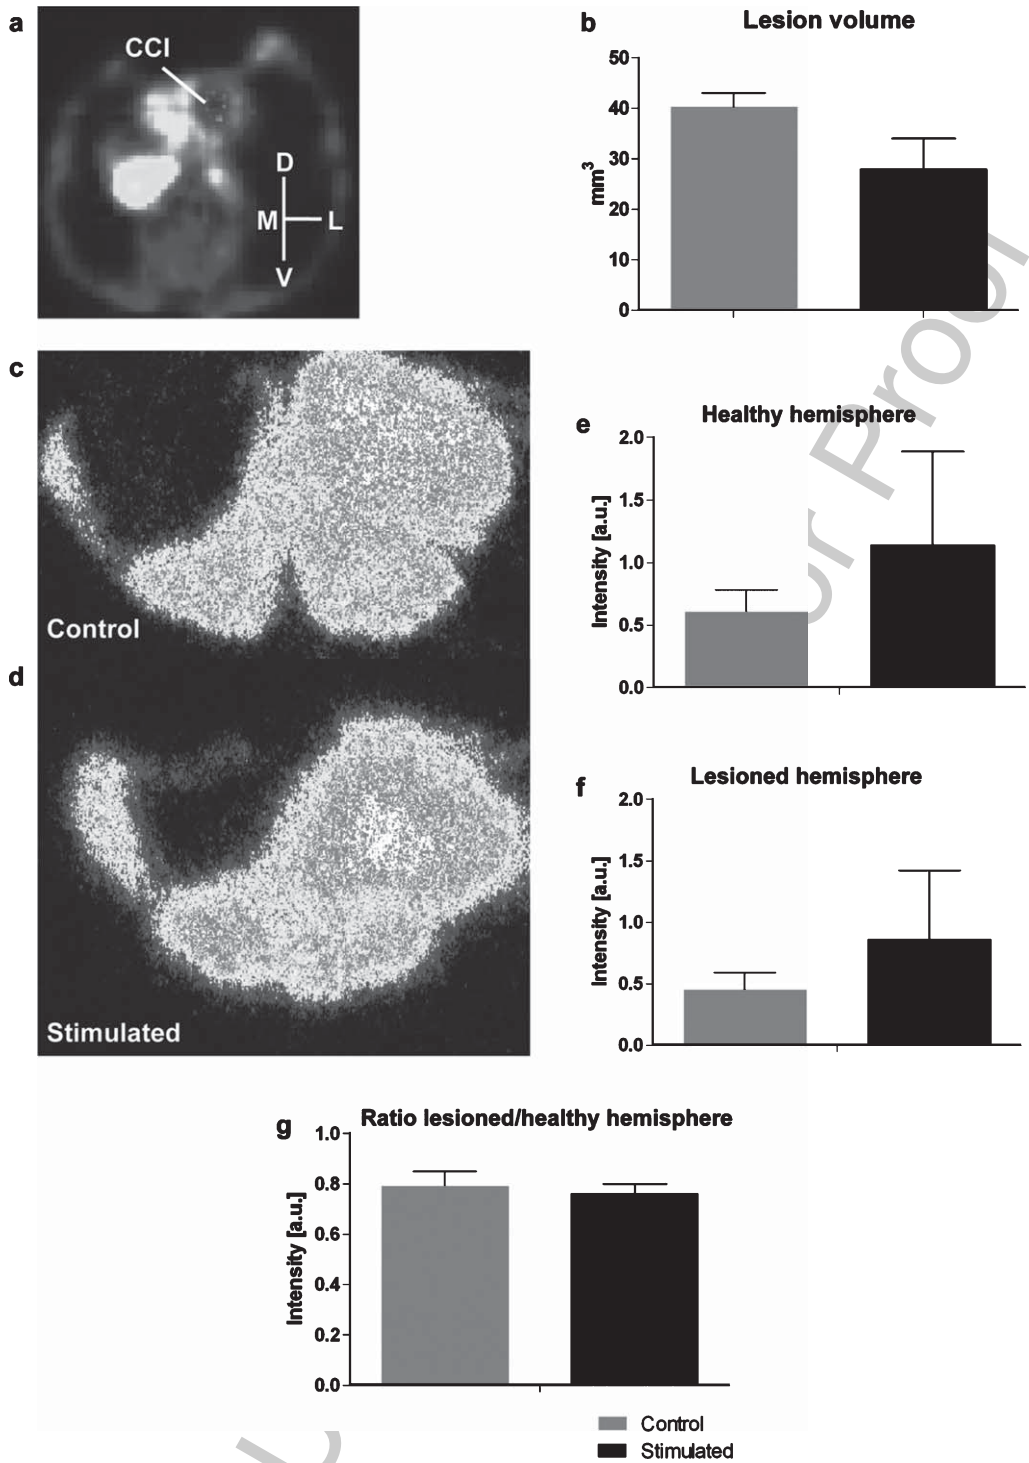 a
CCI
D
M L
V
b
Lesion volume
50
40
30
20
10
0
mm3
c
Control
d
Stimulated
e
Healthy hemisphere
2.0
1.5
1.0
0.5
0.0
Intensity [a.u.]
f
Lesioned hemisphere
2.0
1.5
1.0
0.5
0.0
Intensity [a.u.]
g
Ratio lesioned/healthy hemisphere
1.0
0.8
0.6
0.4
0.2
0.0
Intensity [a.u.]
Control
Stimulated
or Proof